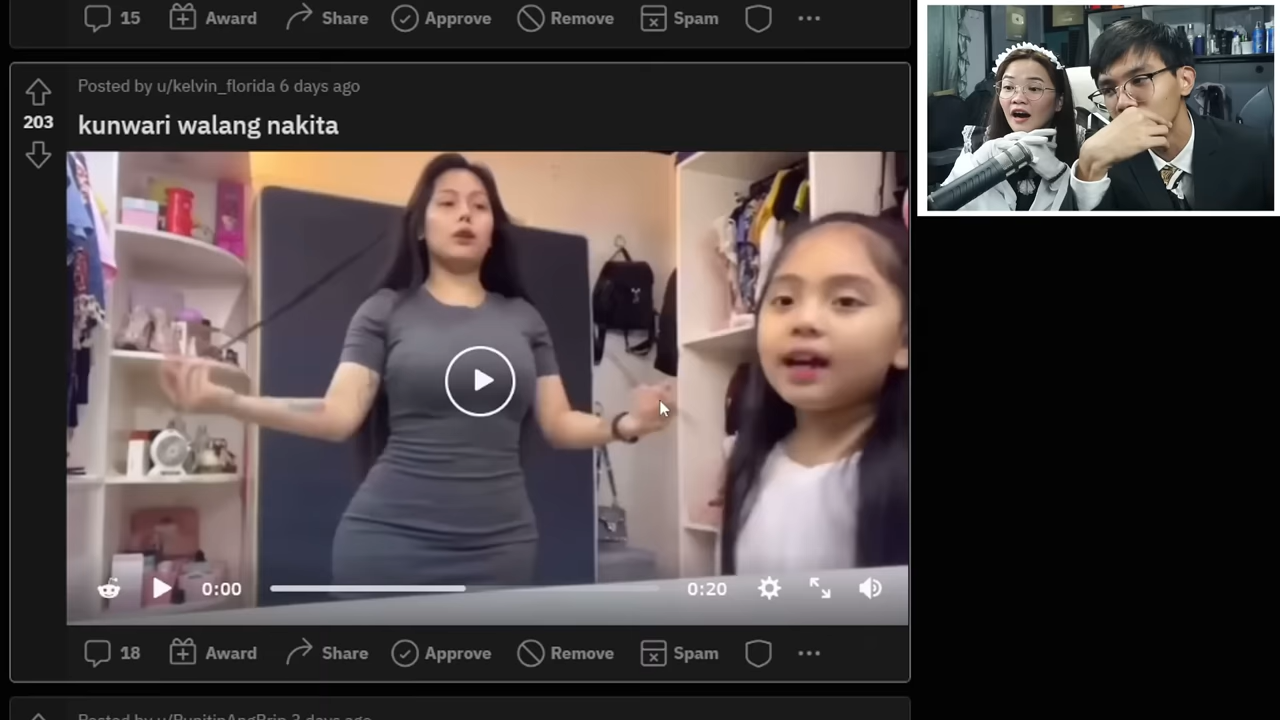 15 Award Share Approve Remove Spam
Posted by u/kelvin_florida 6 days ago
203
kunwari walang nakita
0:00 0:20
18 Award Share Approve Remove Spam